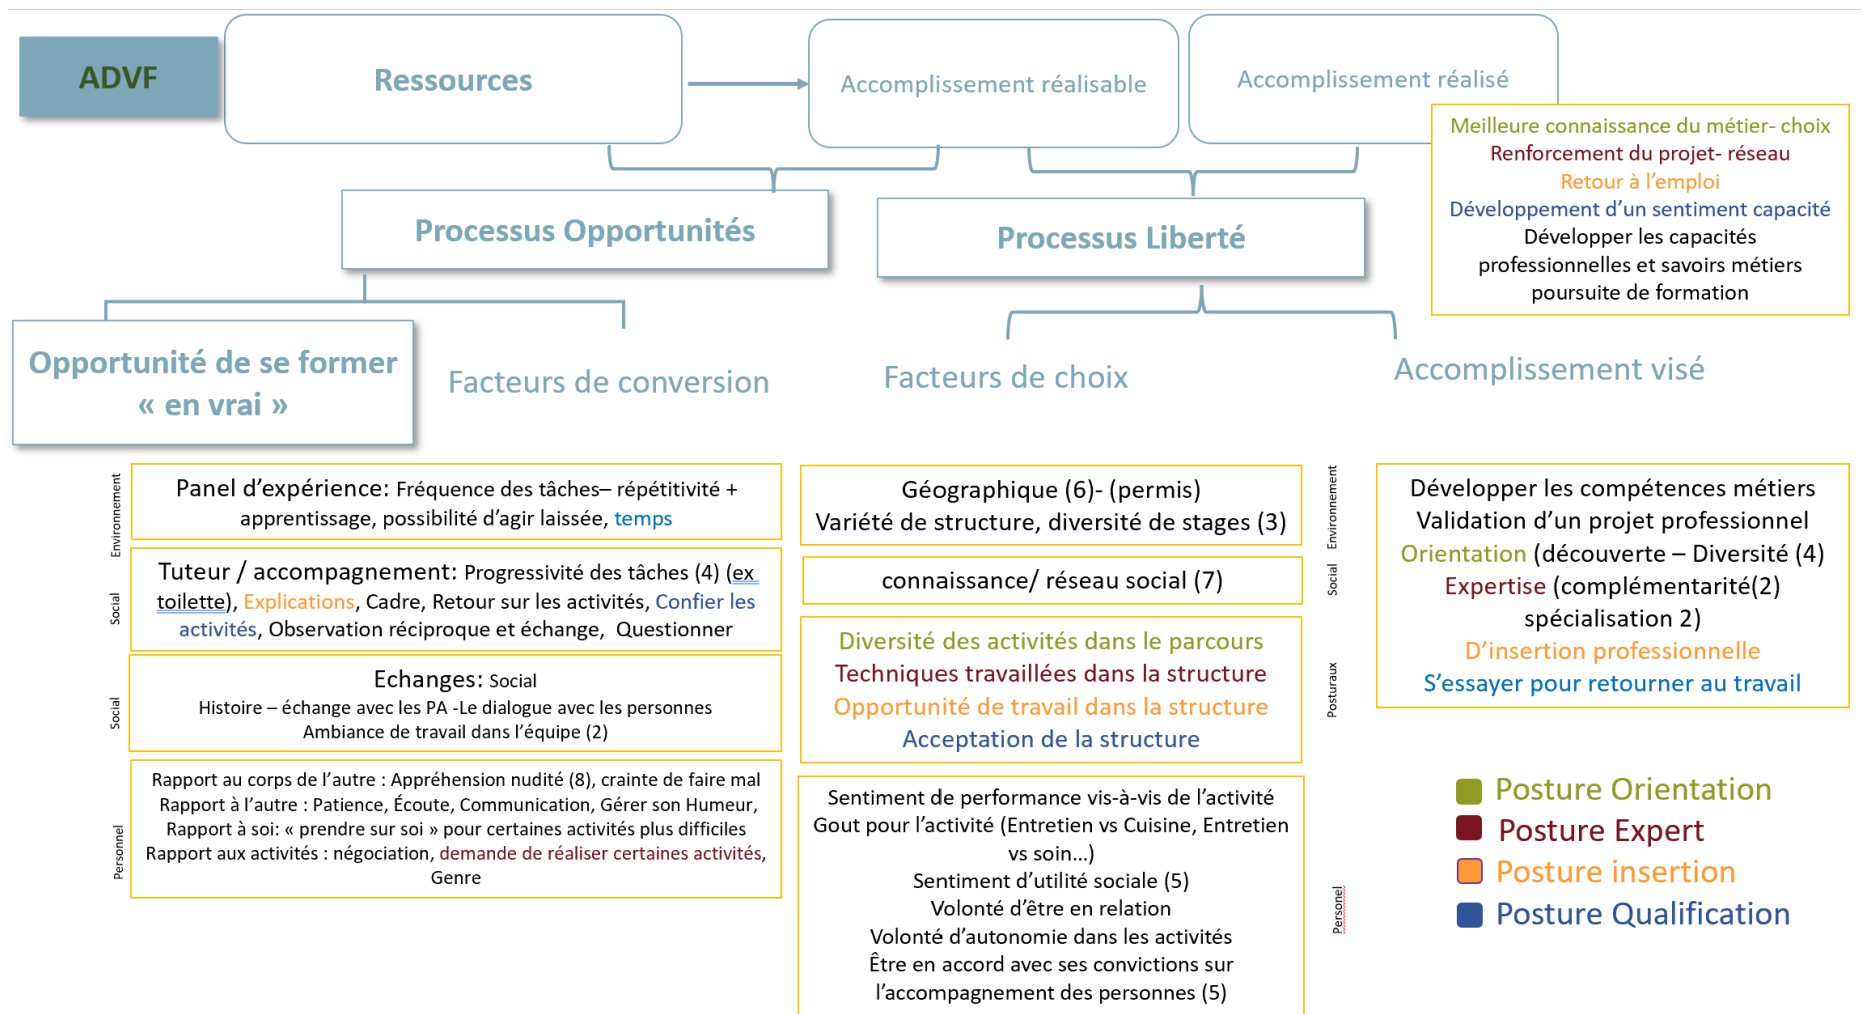 ADVF
Ressources
Accomplissement réalisable
Accomplissement réalisé
Meilleure connaissance du métier- choix
Renforcement du projet- réseau
Retour à l’emploi
Développement d’un sentiment capacité
Développer les capacités
professionnelles et savoirs métiers
poursuite de formation
Processus Opportunités
Processus Liberté
Opportunité de se former
« en vrai »
Facteurs de conversion
Facteurs de choix
Accomplissement visé
Environnement
Panel d’expérience: Fréquence des tâches– répétitivité +
apprentissage, possibilité d’agir laissée, temps
Social
Tuteur / accompagnement: Progressivité des tâches (4) (ex
toilette), Explications, Cadre, Retour sur les activités, Confier les
activités, Observation réciproque et échange, Questionner
Social
Echanges: Social
Histoire – échange avec les PA -Le dialogue avec les personnes
Ambiance de travail dans l’équipe (2)
Personnel
Rapport au corps de l’autre : Appréhension nudité (8), crainte de faire mal
Rapport à l’autre : Patience, Écoute, Communication, Gérer son Humeur,
Rapport à soi: « prendre sur soi » pour certaines activités plus difficiles
Rapport aux activités : négociation, demande de réaliser certaines activités,
Genre
Géographique (6)- (permis)
Variété de structure, diversité de stages (3)
Environnement
connaissance/ réseau social (7)
Social
Diversité des activités dans le parcours
Techniques travaillées dans la structure
Opportunité de travail dans la structure
Acceptation de la structure
Posturaux
Sentiment de performance vis-à-vis de l’activité
Gout pour l’activité (Entretien vs Cuisine, Entretien
vs soin…)
Sentiment d’utilité sociale (5)
Volonté d’être en relation
Volonté d’autonomie dans les activités
Être en accord avec ses convictions sur
l’accompagnement des personnes (5)
Personel
Développer les compétences métiers
Validation d’un projet professionnel
Orientation (découverte – Diversité (4)
Expertise (complémentarité(2)
spécialisation 2)
D’insertion professionnelle
S’essayer pour retourner au travail
Posture Orientation
Posture Expert
Posture insertion
Posture Qualification